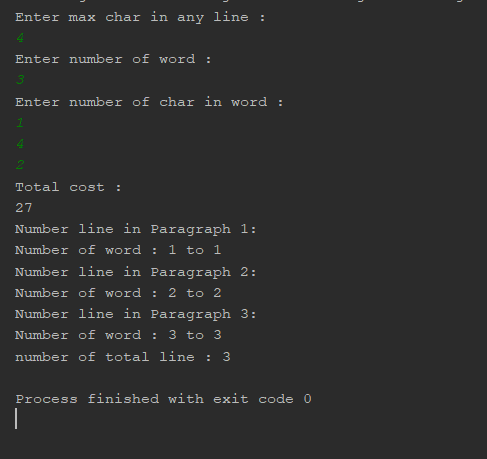 Enter max char in any line :
4
Enter number of word :
3
Enter number of char in word :
1
4
2
Total cost :
27
Number line in Paragraph 1:
Number of word : 1 to 1
Number line in Paragraph 2:
Number of word : 2 to 2
Number line in Paragraph 3:
Number of word : 3 to 3
number of total line : 3
Process finished with exit code 0